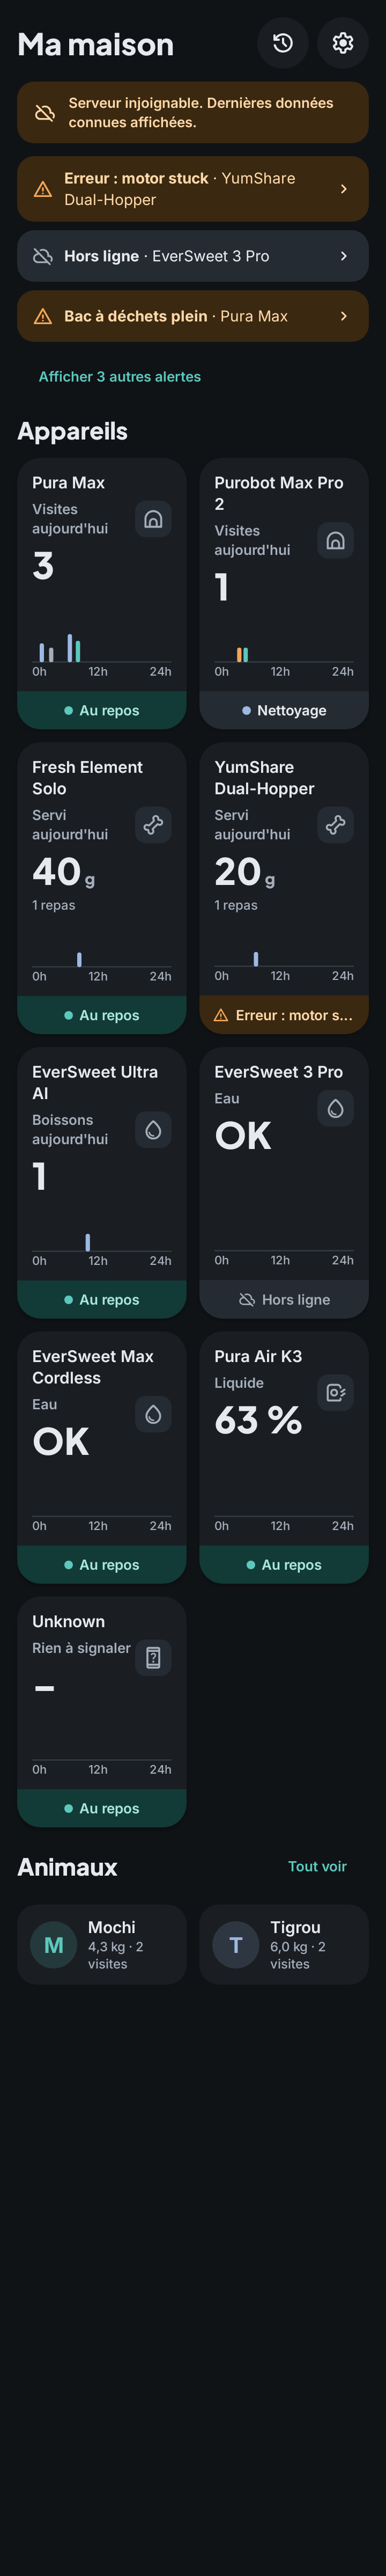 Ma maison
Serveur injoignable. Dernières données
connues affichées.
Erreur : motor stuck · YumShare
Dual-Hopper
Hors ligne · EverSweet 3 Pro
Bac à déchets plein · Pura Max
Afficher 3 autres alertes
Appareils
Pura Max
Visites
aujourd'hui
3
0h 12h 24h
Au repos
Purobot Max Pro
2
Visites
aujourd'hui
1
0h 12h 24h
Nettoyage
Fresh Element
Solo
Servi
aujourd'hui
40 g
1 repas
0h 12h 24h
Au repos
YumShare
Dual-Hopper
Servi
aujourd'hui
20 g
1 repas
0h 12h 24h
Erreur : motor s...
EverSweet Ultra
AI
Boissons
aujourd'hui
1
0h 12h 24h
Au repos
EverSweet 3 Pro
Eau
OK
0h 12h 24h
Hors ligne
EverSweet Max
Cordless
Eau
OK
0h 12h 24h
Au repos
Pura Air K3
Liquide
63 %
0h 12h 24h
Au repos
Unknown
Rien à signaler
–
0h 12h 24h
Au repos
Animaux
Tout voir
M
Mochi
4,3 kg · 2
visites
T
Tigrou
6,0 kg · 2
visites